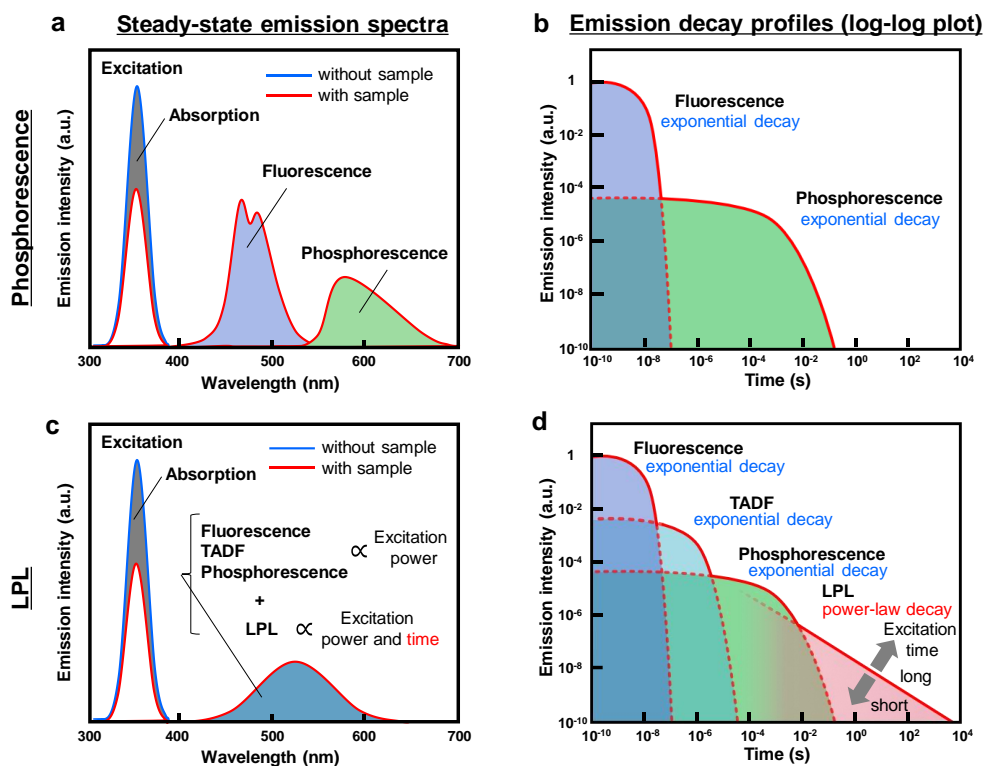 a
Steady-state emission spectra
b
Emission decay profiles (log-log plot)
Phosphorescence
Emission intensity (a.u.)
Excitation
without sample
with sample
Absorption
Fluorescence
Phosphorescence
300
400
500
600
700
Wavelength (nm)
Emission intensity (a.u.)
1
10-2
10-4
10-6
10-8
10-10
Fluorescence
exponential decay
Phosphorescence
exponential decay
10-10
10-8
10-6
10-4
10-2
100
102
104
Time (s)
LPL
c
Emission intensity (a.u.)
Excitation
without sample
with sample
Absorption
Fluorescence
TADF
Phosphorescence
∝ Excitation
power
+
LPL ∝ Excitation
power and time
300
400
500
600
700
Wavelength (nm)
d
Emission intensity (a.u.)
1
10-2
10-4
10-6
10-8
10-10
Fluorescence
exponential decay
TADF
exponential decay
Phosphorescence
exponential decay
LPL
power-law decay
Excitation
time
long
short
10-10
10-8
10-6
10-4
10-2
100
102
104
Time (s)